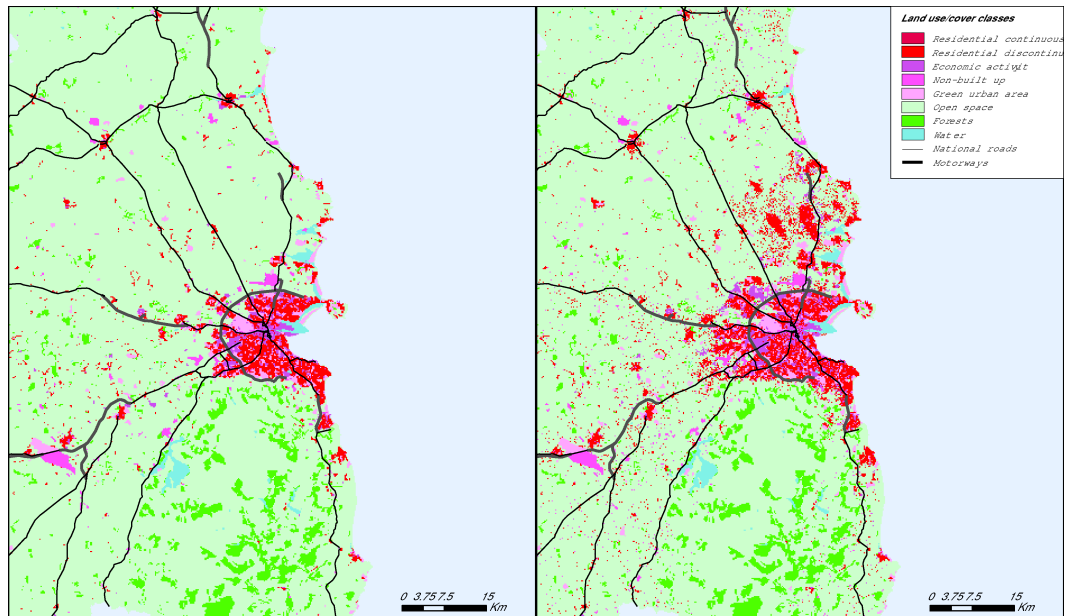 Land use/cover classes
Residential continuous
Residential discontinu
Economic activit
Non-built up
Green urban area
Open space
Forests
Water
National roads
Motorways
0 3.75 7.5 15
Km
0 3.75 7.5 15
Km